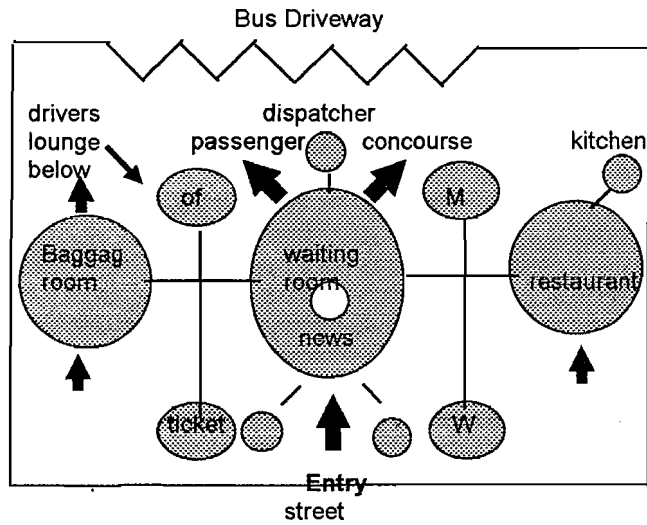 Bus Driveway
drivers
lounge
below
dispatcher
passenger
concourse
kitchen
of
M
Baggag
room
waiting
room
news
restaurant
ticket
W
Entry
street